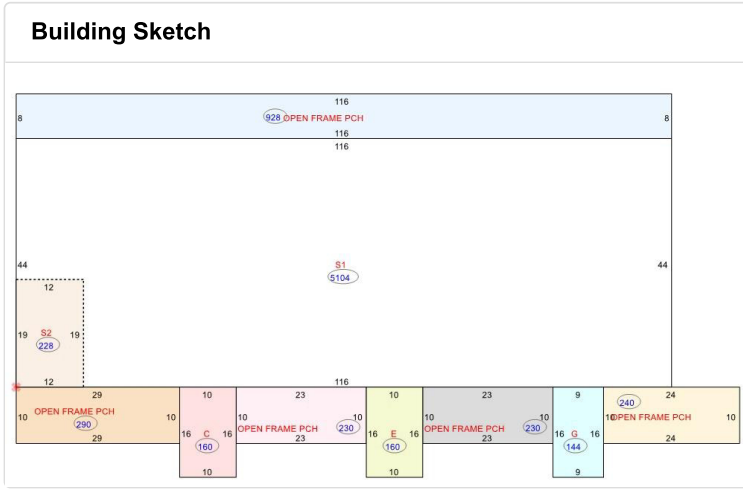 Building Sketch
116
8 928 OPEN FRAME PCH 8
116
116
44 S1 44
5104
12
19 S2 19
228
12 116
29 10 23 10 23 9 24
240
OPEN FRAME PCH
10 290 10 10 10 10 10 10 OPEN FRAME PCH
OPEN FRAME PCH 230 OPEN FRAME PCH 230
16 C 16 16 E 16 16 G 16
29 23 23 24
160 160 144
10 10 9